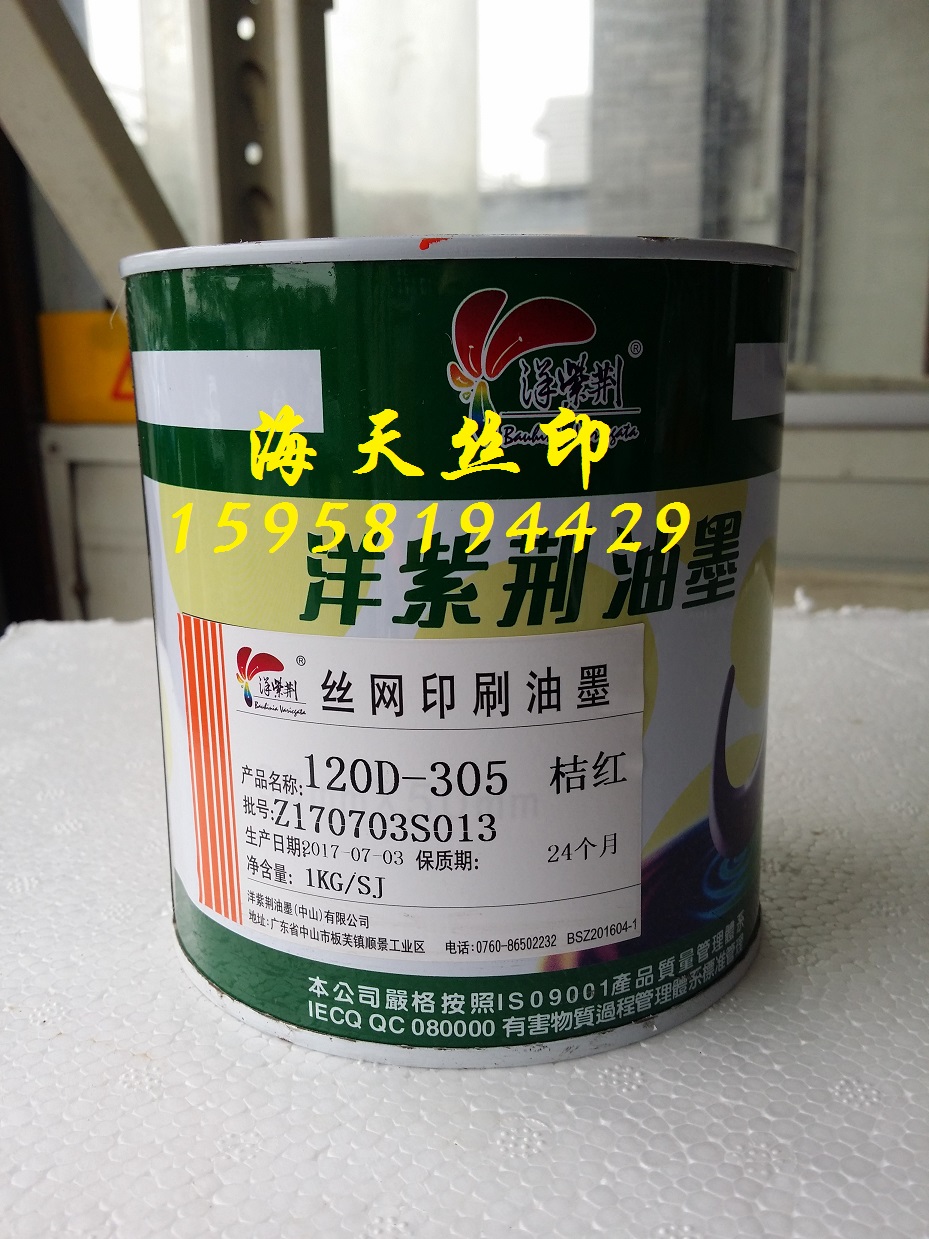 洋紫荆®
Bauhinia Variegata
海天丝印
15958194429
洋紫荆油墨
洋紫荆®
Bauhinia Variegata
丝网印刷油墨
产品名称:120D-305 桔红
批号:Z170703S013
生产日期:2017-07-03 保质期: 24个月
净含量: 1KG/SJ
洋紫荆油墨(中山)有限公司
地址:广东省中山市板芙镇顺景工业区 电话:0760-86502232 BSZ201604-1
本公司嚴格按照ISO9001產品質量管理體系
IECQ QC 080000 有害物質過程管理體系標准管理